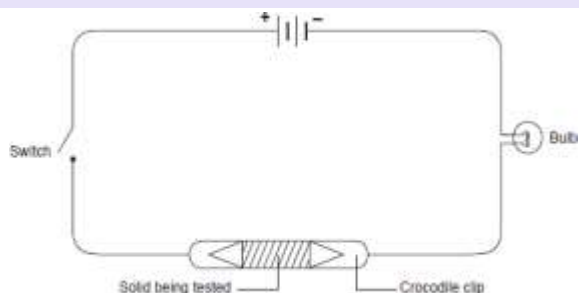 + −
Switch
Bulb
Solid being tested
Crocodile clip